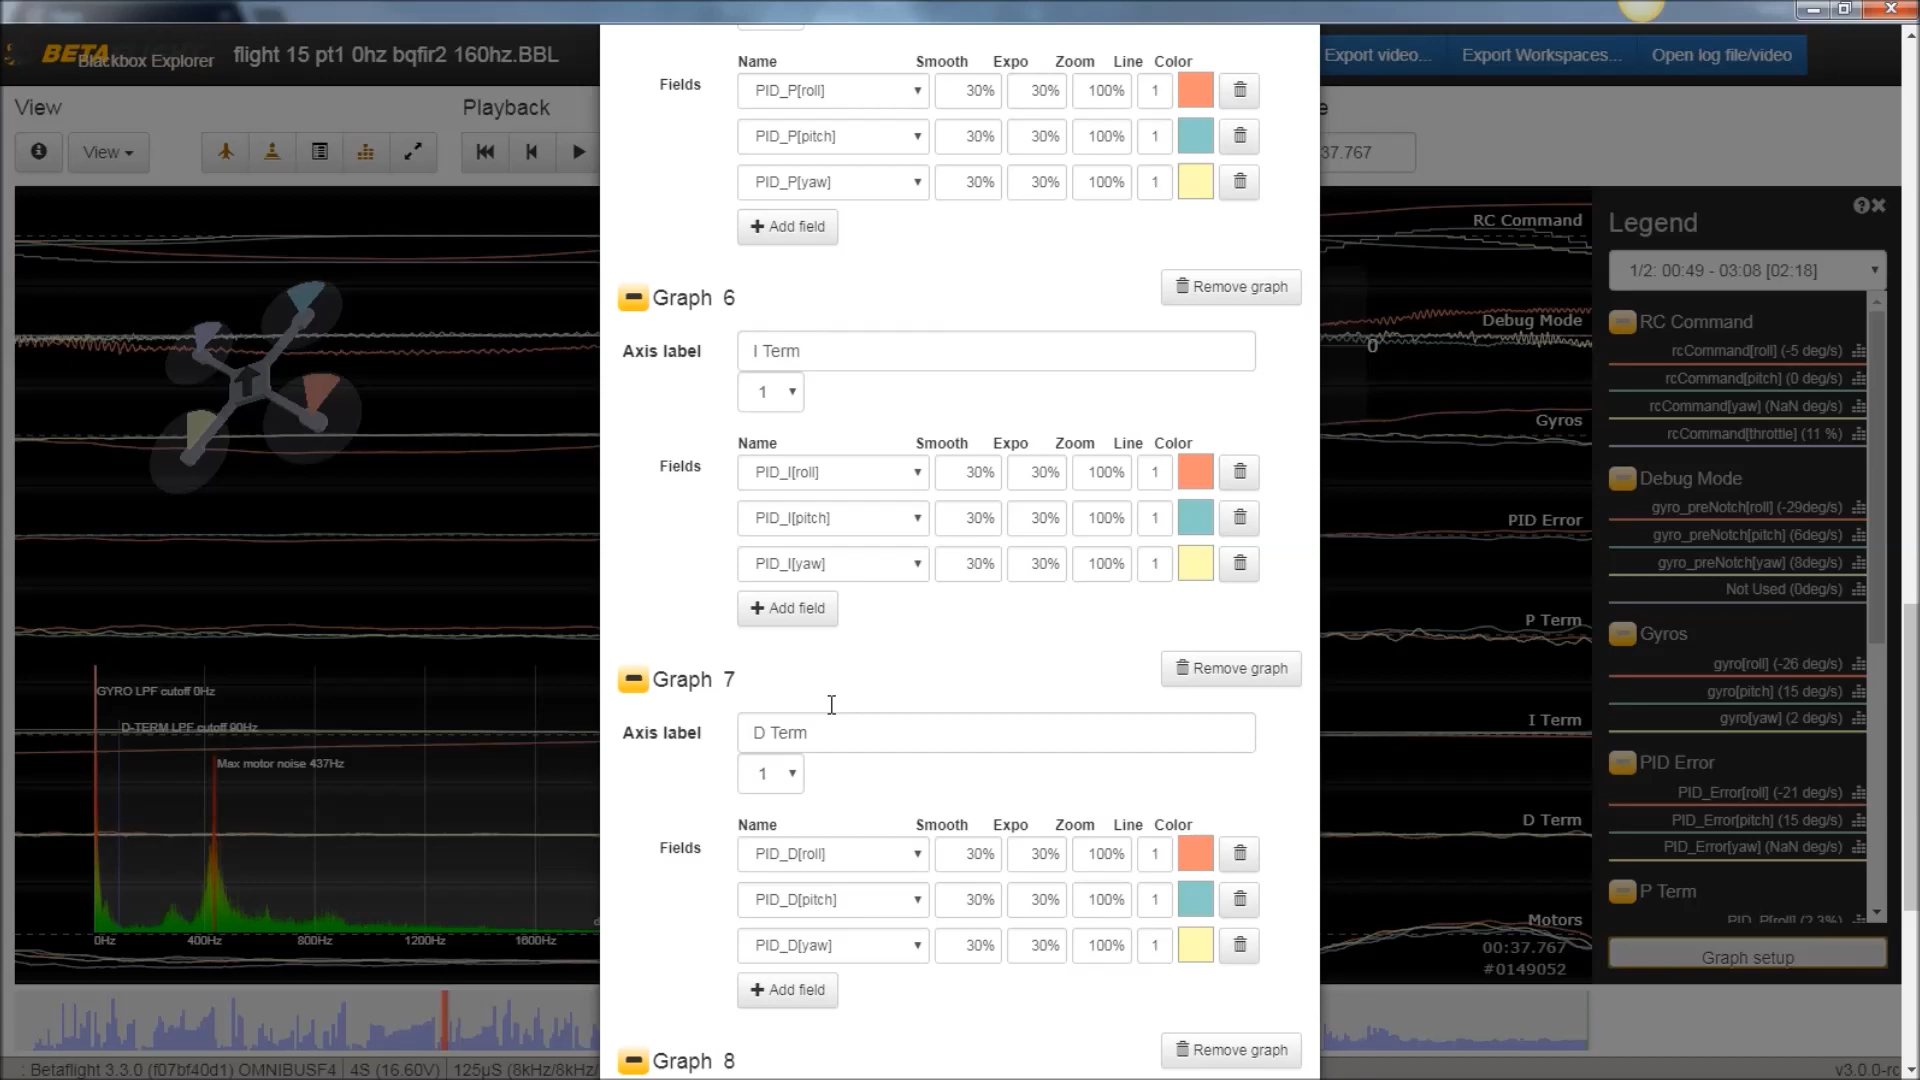 BETAFLIGHT
Blackbox Explorer
flight 15 pt1 0hz bqfir2 160hz.BBL
Export video...
Export Workspaces...
Open log file/video
View
Playback
View
37.767
Name Smooth Expo Zoom Line Color
Fields
PID_P[roll] 30% 30% 100% 1
PID_P[pitch] 30% 30% 100% 1
PID_P[yaw] 30% 30% 100% 1
Add field
Graph 6
Remove graph
Axis label
I Term
1
Name Smooth Expo Zoom Line Color
Fields
PID_I[roll] 30% 30% 100% 1
PID_I[pitch] 30% 30% 100% 1
PID_I[yaw] 30% 30% 100% 1
Add field
Graph 7
Remove graph
Axis label
D Term
1
Name Smooth Expo Zoom Line Color
Fields
PID_D[roll] 30% 30% 100% 1
PID_D[pitch] 30% 30% 100% 1
PID_D[yaw] 30% 30% 100% 1
Add field
Graph 8
Remove graph
GYRO LPF cutoff 0Hz
D-TERM LPF cutoff 90Hz
Max motor noise 437Hz
0Hz 400Hz 800Hz 1200Hz 1600Hz
RC Command
Debug Mode
0
Gyros
PID Error
P Term
I Term
D Term
Motors
00:37.767
#0149052
Legend
1/2: 00:49 - 03:08 [02:18]
RC Command
rcCommand[roll] (-5 deg/s)
rcCommand[pitch] (0 deg/s)
rcCommand[yaw] (NaN deg/s)
rcCommand[throttle] (11 %)
Debug Mode
gyro_preNotch[roll] (-29deg/s)
gyro_preNotch[pitch] (6deg/s)
gyro_preNotch[yaw] (8deg/s)
Not Used (0deg/s)
Gyros
gyro[roll] (-26 deg/s)
gyro[pitch] (15 deg/s)
gyro[yaw] (2 deg/s)
PID Error
PID_Error[roll] (-21 deg/s)
PID_Error[pitch] (15 deg/s)
PID_Error[yaw] (NaN deg/s)
P Term
PID_P[roll] (2.3%)
Graph setup
: Betaflight 3.3.0 (f07bf40d1) OMNIBUSF4 4S (16.60V) 125µS (8kHz/8kHz/
v3.0.0-rc